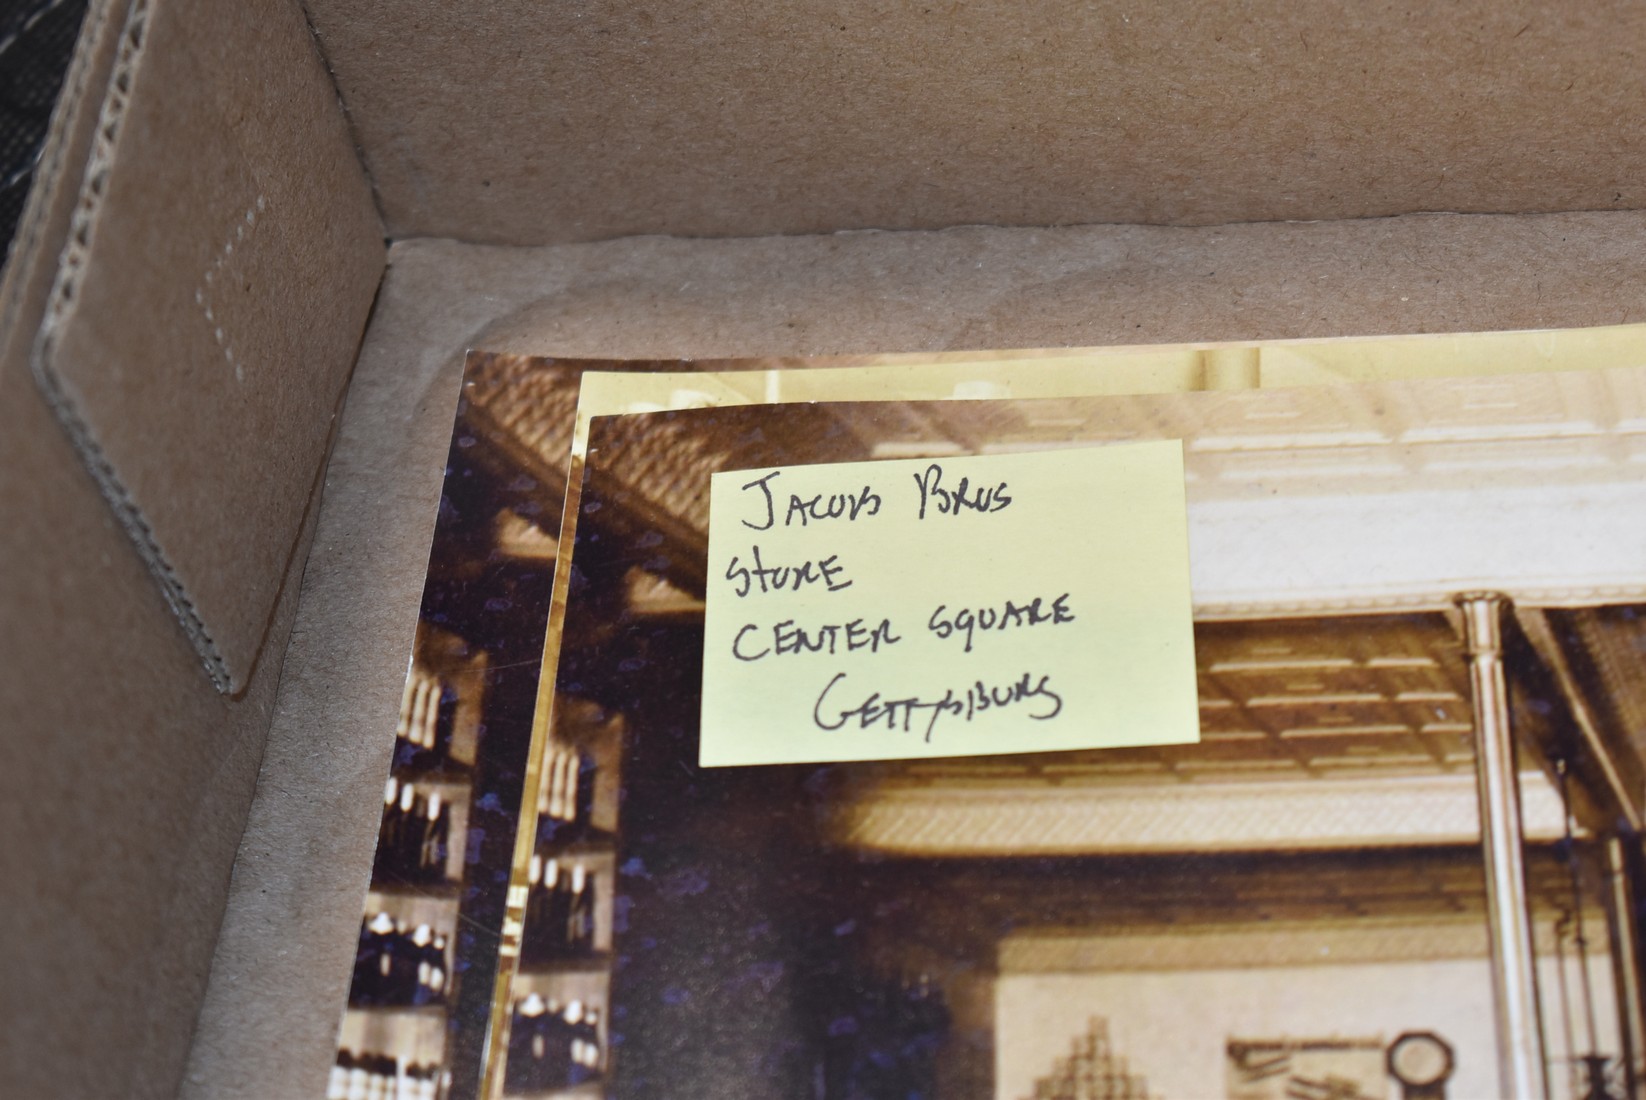 JACOBS BROS
STORE
CENTER SQUARE
GETTYSBURG